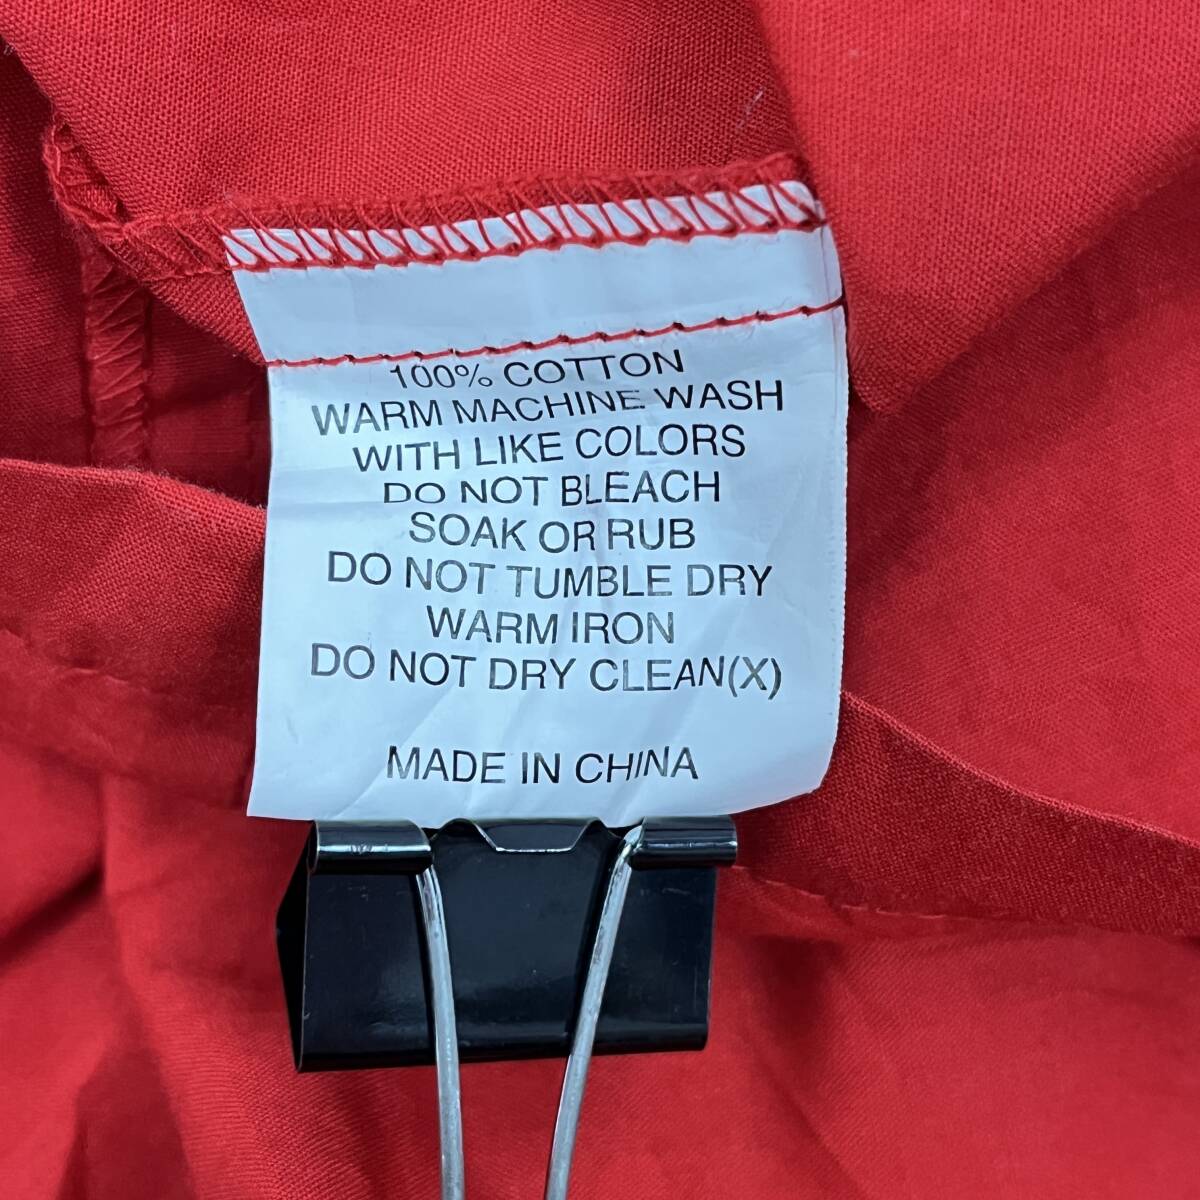 100% COTTON
WARM MACHINE WASH
WITH LIKE COLORS
DO NOT BLEACH
SOAK OR RUB
DO NOT TUMBLE DRY
WARM IRON
DO NOT DRY CLEAN(X)
MADE IN CHINA